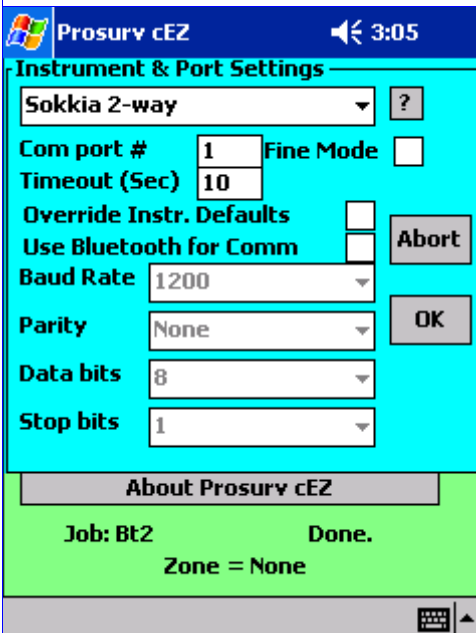 Prosurv cEZ 3:05
Instrument & Port Settings
Sokkia 2-way ?
Com port # 1 Fine Mode
Timeout (Sec) 10
Override Instr. Defaults
Use Bluetooth for Comm
Abort
Baud Rate 1200
Parity None
OK
Data bits 8
Stop bits 1
About Prosurv cEZ
Job: Bt2 Done.
Zone = None